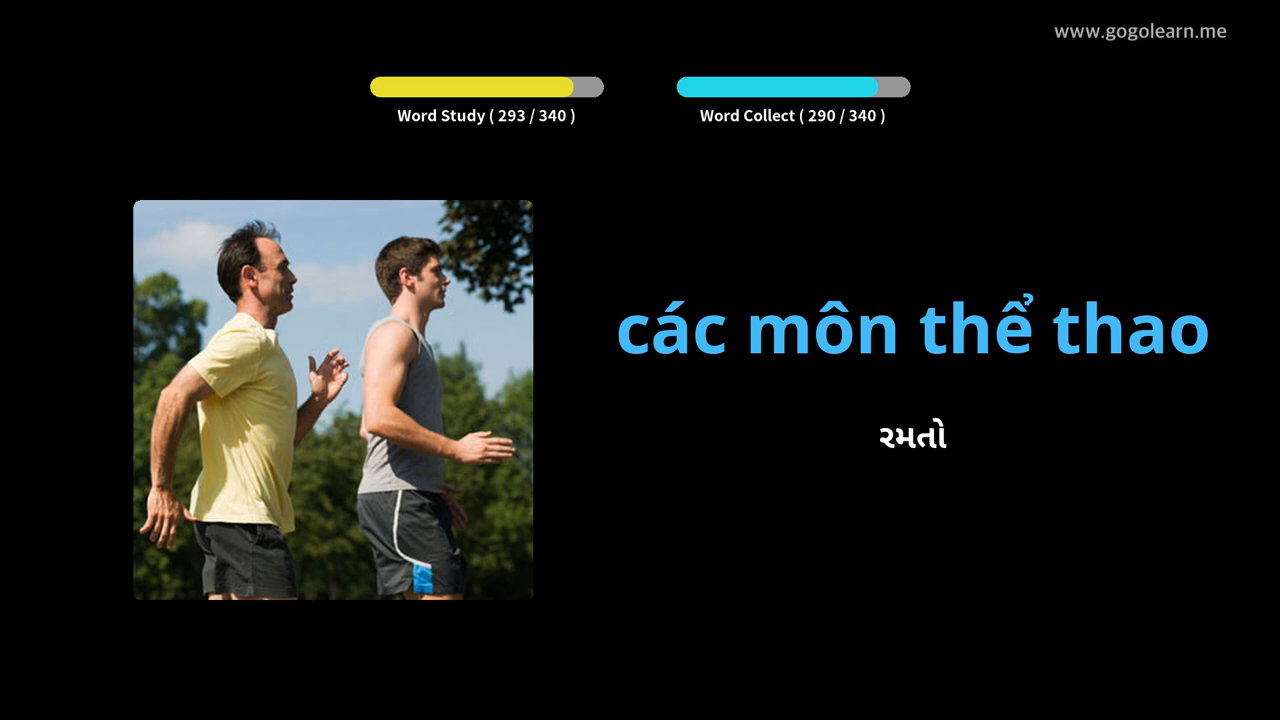 www.gogolearn.me
Word Study ( 293 / 340 )
Word Collect ( 290 / 340 )
các môn thể thao
રમતો